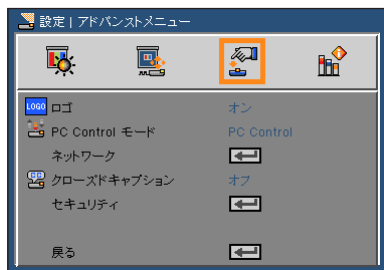 設定 | アドバンストメニュー
LOGO ロゴ オン
PC Control モード PC Control
ネットワーク
クローズドキャプション オフ
セキュリティ
戻る